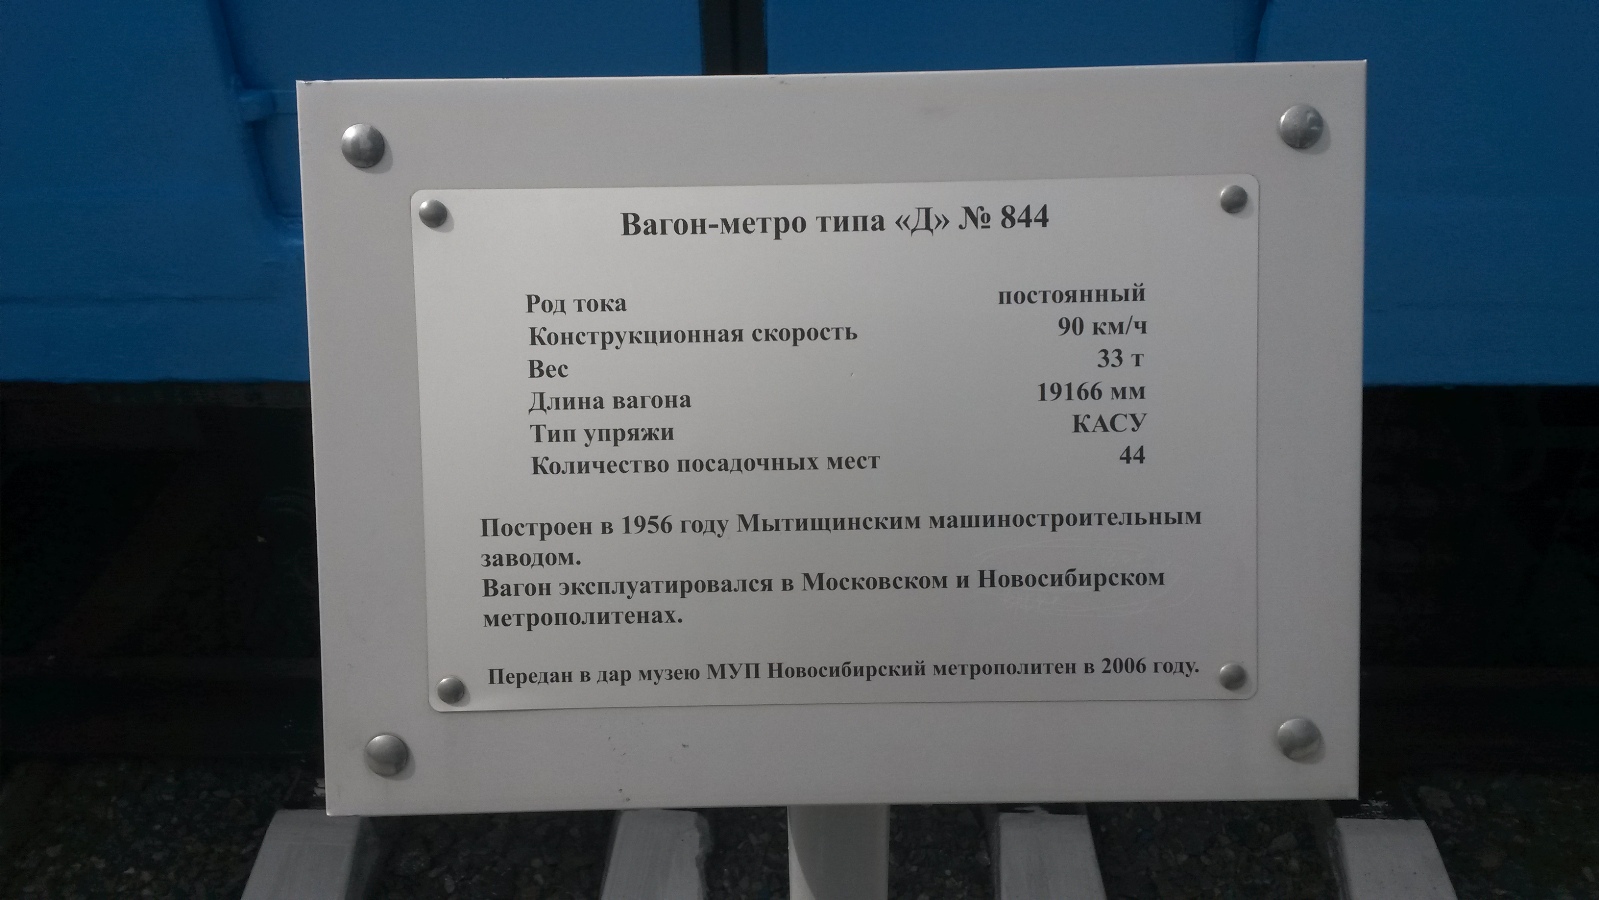 Вагон-метро типа «Д» № 844
Род тока постоянный
Конструкционная скорость 90 км/ч
Вес 33 т
Длина вагона 19166 мм
Тип упряжи КАСУ
Количество посадочных мест 44
Построен в 1956 году Мытищинским машиностроительным
заводом.
Вагон эксплуатировался в Московском и Новосибирском
метрополитенах.
Передан в дар музею МУП Новосибирский метрополитен в 2006 году.